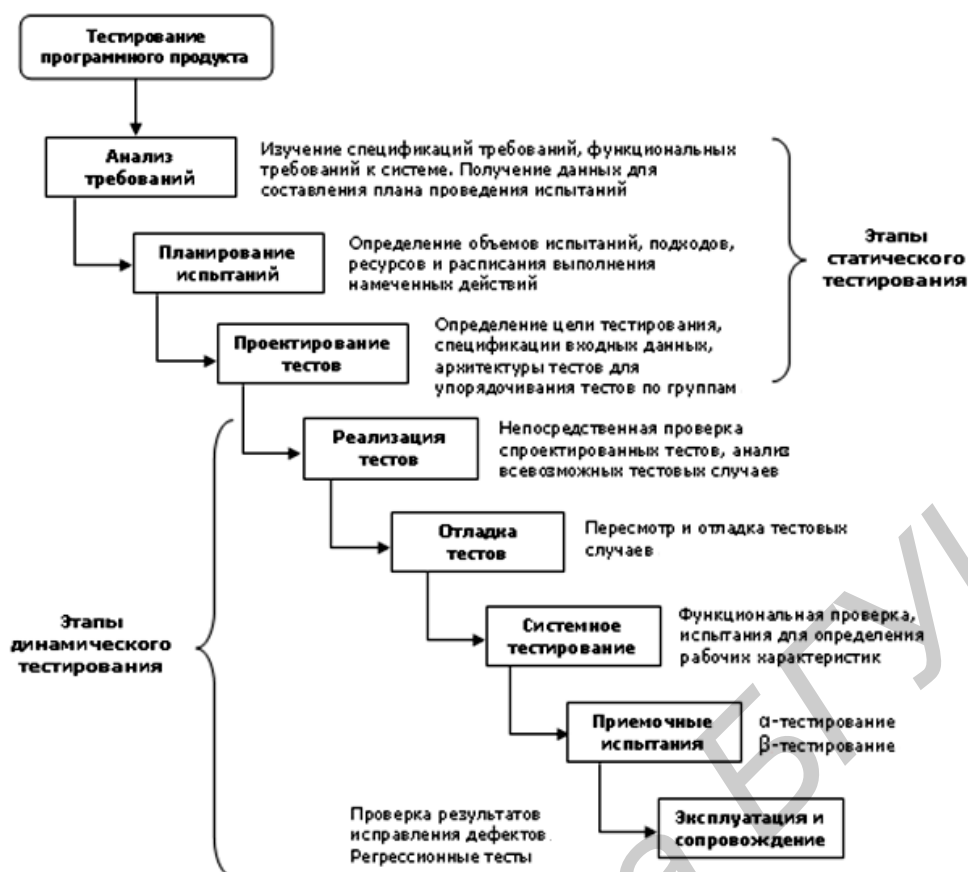 Тестирование
программного продукта
Анализ
требований
Изучение спецификаций требований, функциональных
требований к системе. Получение данных для
составления плана проведения испытаний
Планирование
испытаний
Определение объемов испытаний, подходов,
ресурсов и расписания выполнения
намеченных действий
Этапы
статического
тестирования
Проектирование
тестов
Определение цели тестирования,
спецификации входных данных,
архитектуры тестов для
упорядочивания тестов по группам
Реализация
тестов
Непосредственная проверка
спроектированных тестов, анализ
всевозможных тестовых случаев
Отладка
тестов
Пересмотр и отладка тестовых
случаев
Этапы
динамического
тестирования
Системное
тестирование
Функциональная проверка,
испытания для определения
рабочих характеристик
Приемочные
испытания
α-тестирование
β-тестирование
Эксплуатация и
сопровождение
Проверка результатов
исправления дефектов.
Регрессионные тесты